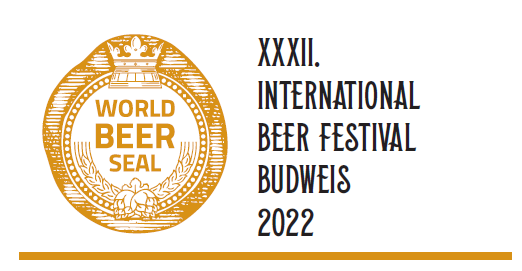 WORLD
BEER
SEAL
XXXII.
INTERNATIONAL
BEER FESTIVAL
BUDWEIS
2022